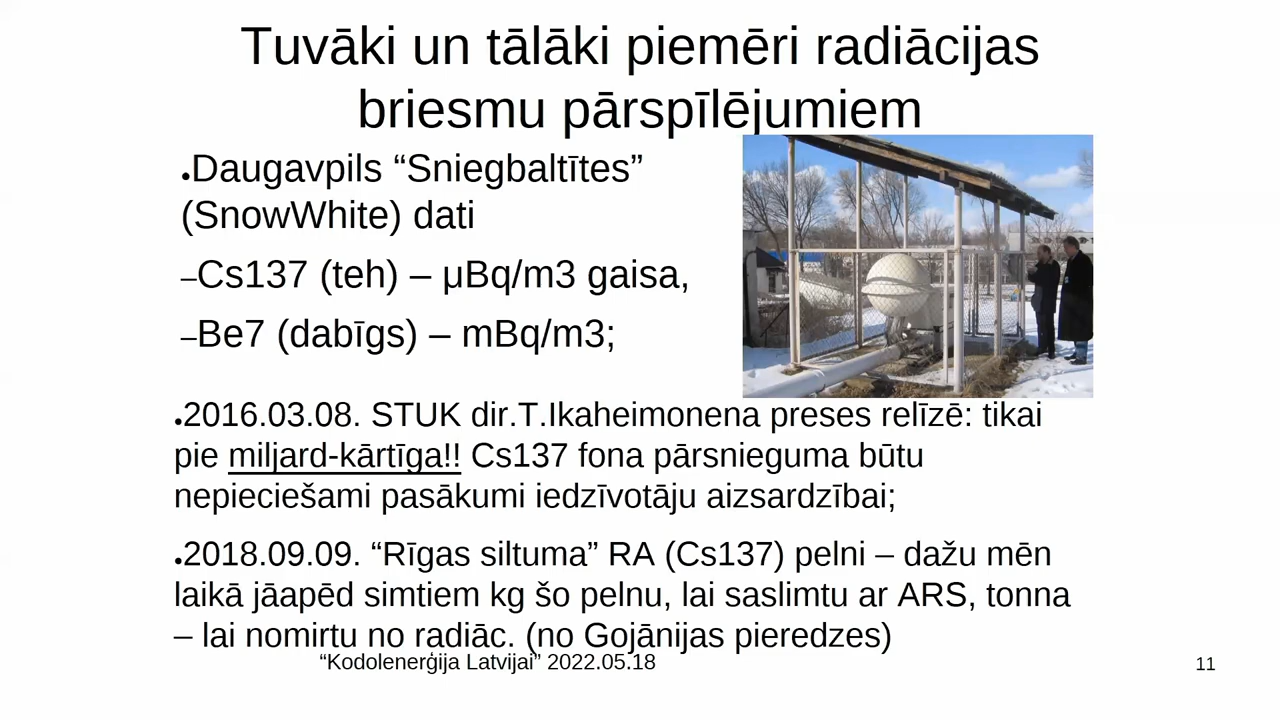 Tuvāki un tālāki piemēri radiācijas
briesmu pārspīlējumiem
●Daugavpils “Sniegbaltītes”
(SnowWhite) dati
–Cs137 (teh) – μBq/m3 gaisa,
–Be7 (dabīgs) – mBq/m3;
●2016.03.08. STUK dir.T.Ikaheimonena preses relīzē: tikai
pie miljard-kārtīga!! Cs137 fona pārsnieguma būtu
nepieciešami pasākumi iedzīvotāju aizsardzībai;
●2018.09.09. “Rīgas siltuma” RA (Cs137) pelni – dažu mēn
laikā jāapēd simtiem kg šo pelnu, lai saslimtu ar ARS, tonna
– lai nomirtu no radiāc. (no Gojānijas pieredzes)
“Kodolenerģija Latvijai” 2022.05.18
11